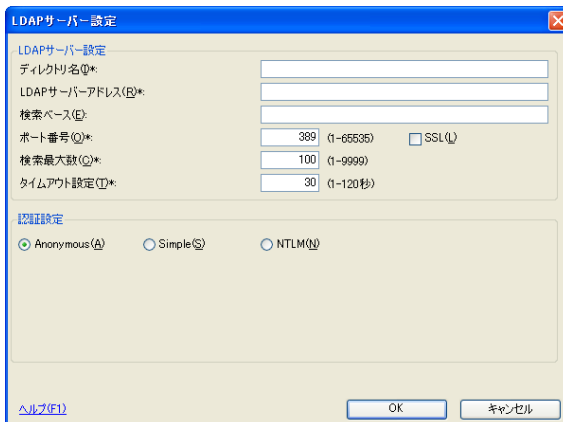 LDAPサーバー設定
LDAPサーバー設定
ディレクトリ名(I)*:
LDAPサーバーアドレス(R)*:
検索ベース(E):
ポート番号(O)*: 389 (1-65535) SSL(L)
検索最大数(C)*: 100 (1-9999)
タイムアウト設定(T)*: 30 (1-120秒)
認証設定
Anonymous(A) Simple(S) NTLM(N)
ヘルプ(F1) OK キャンセル